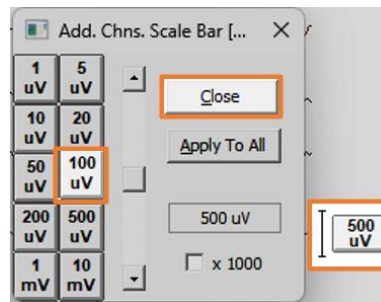 Add. Chns. Scale Bar [...
1 uV
5 uV
10 uV
20 uV
50 uV
100 uV
200 uV
500 uV
1 mV
10 mV
Close
Apply To All
500 uV
x 1000
500 uV